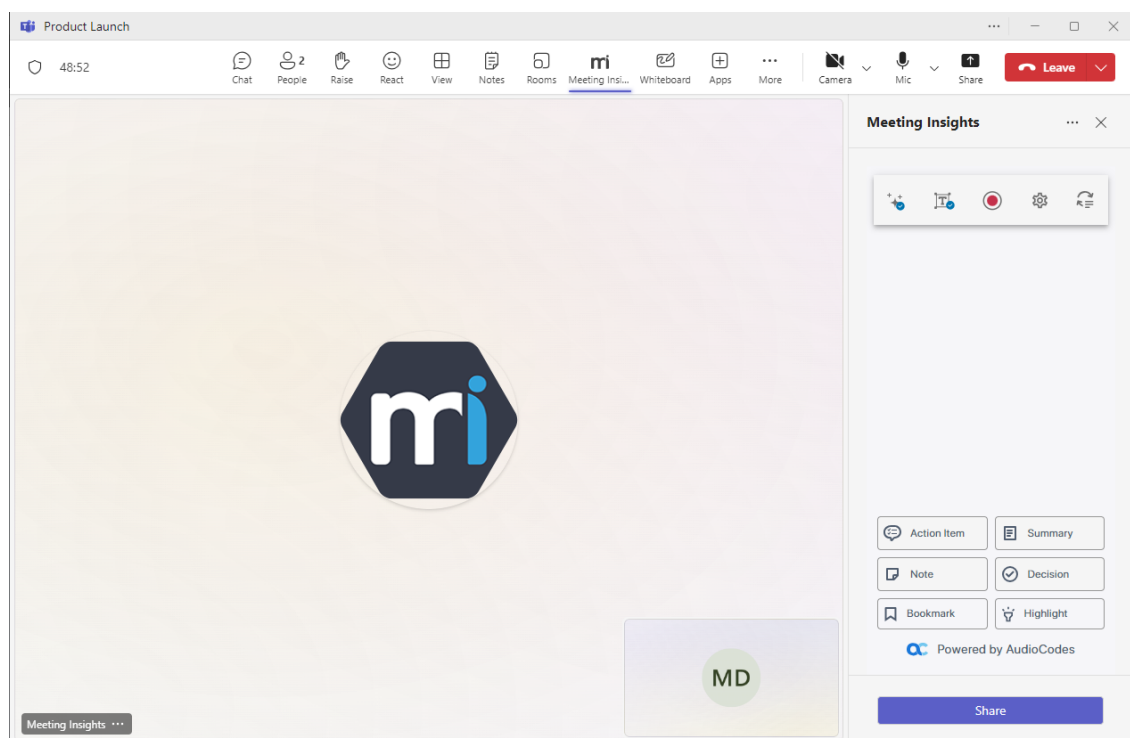 Product Launch
48:52
Chat
2
People
Raise
React
View
Notes
Rooms
mi
Meeting Insi...
Whiteboard
Apps
More
Camera
Mic
Share
Leave
Meeting Insights
mi
Action Item
Summary
Note
Decision
Bookmark
Highlight
Powered by AudioCodes
Share
MD
Meeting Insights ···